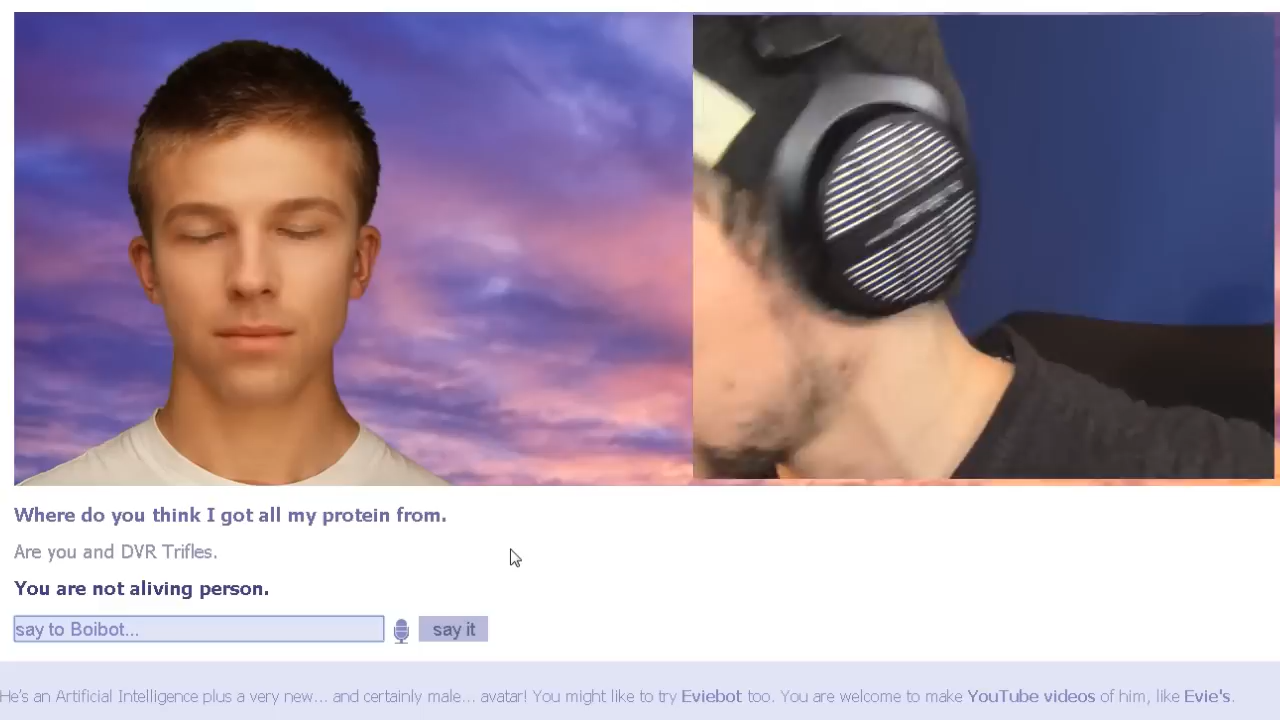 Where do you think I got all my protein from.
Are you and DVR Trifles.
You are not aliving person.
say to Boibot...
say it
He's an Artificial Intelligence plus a very new... and certainly male... avatar! You might like to try Eviebot too. You are welcome to make YouTube videos of him, like Evie's.